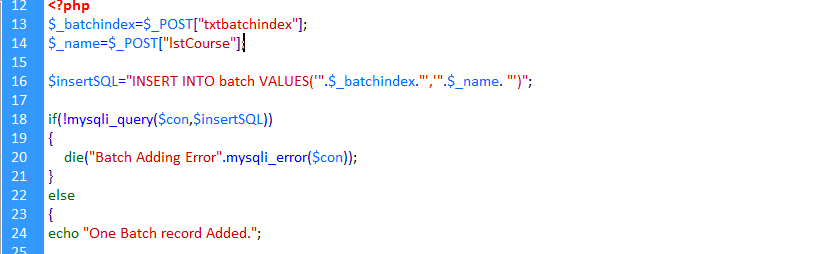 12 <?php
13 $_batchindex=$_POST["txtbatchindex"];
14 $_name=$_POST["lstCourse"];
15
16 $insertSQL="INSERT INTO batch VALUES('".$_batchindex."','".$_name. "')";
17
18 if(!mysqli_query($con,$insertSQL))
19 {
20 die("Batch Adding Error".mysqli_error($con));
21 }
22 else
23 {
24 echo "One Batch record Added.";
25